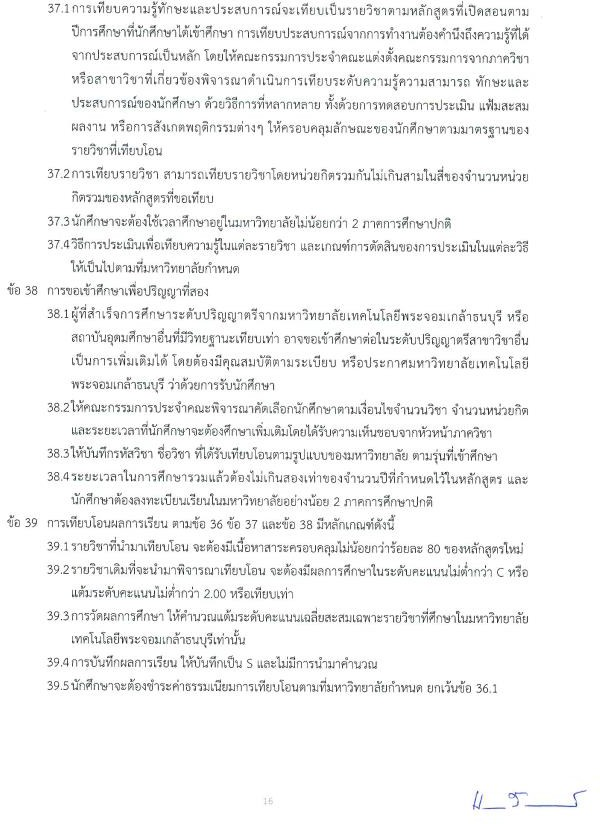 37.1 การเทียบความรู้ทักษะและประสบการณ์จะเทียบเป็นรายวิชาตามหลักสูตรที่เปิดสอนตาม
ปีการศึกษาที่นักศึกษาได้เข้าศึกษา การเทียบประสบการณ์จากการทำงานต้องคำนึงถึงความรู้ที่ได้
จากประสบการณ์เป็นหลัก โดยให้คณะกรรมการประจำคณะแต่งตั้งคณะกรรมการจากภาควิชา
หรือสาขาวิชาที่เกี่ยวข้องพิจารณาดำเนินการเทียบระดับความรู้ความสามารถ ทักษะและ
ประสบการณ์ของนักศึกษา ด้วยวิธีการที่หลากหลาย ทั้งด้วยการทดสอบการประเมิน แฟ้มสะสม
ผลงาน หรือการสังเกตพฤติกรรมต่างๆ ให้ครอบคลุมลักษณะของนักศึกษาตามมาตรฐานของ
รายวิชาที่เทียบโอน
37.2 การเทียบรายวิชา สามารถเทียบรายวิชาโดยหน่วยกิตรวมกันไม่เกินสามในสี่ของจำนวนหน่วย
กิตรวมของหลักสูตรที่ขอเทียบ
37.3 นักศึกษาจะต้องใช้เวลาศึกษาอยู่ในมหาวิทยาลัยไม่น้อยกว่า 2 ภาคการศึกษาปกติ
37.4 วิธีการประเมินเพื่อเทียบความรู้ในแต่ละรายวิชา และเกณฑ์การตัดสินของการประเมินในแต่ละวิธี
ให้เป็นไปตามที่มหาวิทยาลัยกำหนด
ข้อ 38 การขอเข้าศึกษาเพื่อปริญญาที่สอง
38.1 ผู้ที่สำเร็จการศึกษาระดับปริญญาตรีจากมหาวิทยาลัยเทคโนโลยีพระจอมเกล้าธนบุรี หรือ
สถาบันอุดมศึกษาอื่นที่มีวิทยฐานะเทียบเท่า อาจขอเข้าศึกษาต่อในระดับปริญญาตรีสาขาวิชาอื่น
เป็นการเพิ่มเติมได้ โดยต้องมีคุณสมบัติตามระเบียบ หรือประกาศมหาวิทยาลัยเทคโนโลยี
พระจอมเกล้าธนบุรี ว่าด้วยการรับนักศึกษา
38.2 ให้คณะกรรมการประจำคณะพิจารณาคัดเลือกนักศึกษาตามเงื่อนไขจำนวนวิชา จำนวนหน่วยกิต
และระยะเวลาที่นักศึกษาจะต้องศึกษาเพิ่มเติมโดยได้รับความเห็นชอบจากหัวหน้าภาควิชา
38.3 ให้บันทึกรหัสวิชา ชื่อวิชา ที่ได้รับเทียบโอนตามรูปแบบของมหาวิทยาลัย ตามรุ่นที่เข้าศึกษา
38.4 ระยะเวลาในการศึกษารวมแล้วต้องไม่เกินสองเท่าของจำนวนปีที่กำหนดไว้ในหลักสูตร และ
นักศึกษาต้องลงทะเบียนเรียนในมหาวิทยาลัยอย่างน้อย 2 ภาคการศึกษาปกติ
ข้อ 39 การเทียบโอนผลการเรียน ตามข้อ 36 ข้อ 37 และข้อ 38 มีหลักเกณฑ์ดังนี้
39.1 รายวิชาที่นำมาเทียบโอน จะต้องมีเนื้อหาสาระครอบคลุมไม่น้อยกว่าร้อยละ 80 ของหลักสูตรใหม่
39.2 รายวิชาเดิมที่จะนำมาพิจารณาเทียบโอน จะต้องมีผลการศึกษาในระดับคะแนนไม่ต่ำกว่า C หรือ
แต้มระดับคะแนนไม่ต่ำกว่า 2.00 หรือเทียบเท่า
39.3 การวัดผลการศึกษา ให้คำนวณแต้มระดับคะแนนเฉลี่ยสะสมเฉพาะรายวิชาที่ศึกษาในมหาวิทยาลัย
เทคโนโลยีพระจอมเกล้าธนบุรีเท่านั้น
39.4 การบันทึกผลการเรียน ให้บันทึกเป็น S และไม่มีการนำมาคำนวณ
39.5 นักศึกษาจะต้องชำระค่าธรรมเนียมการเทียบโอนตามที่มหาวิทยาลัยกำหนด ยกเว้นข้อ 36.1
16